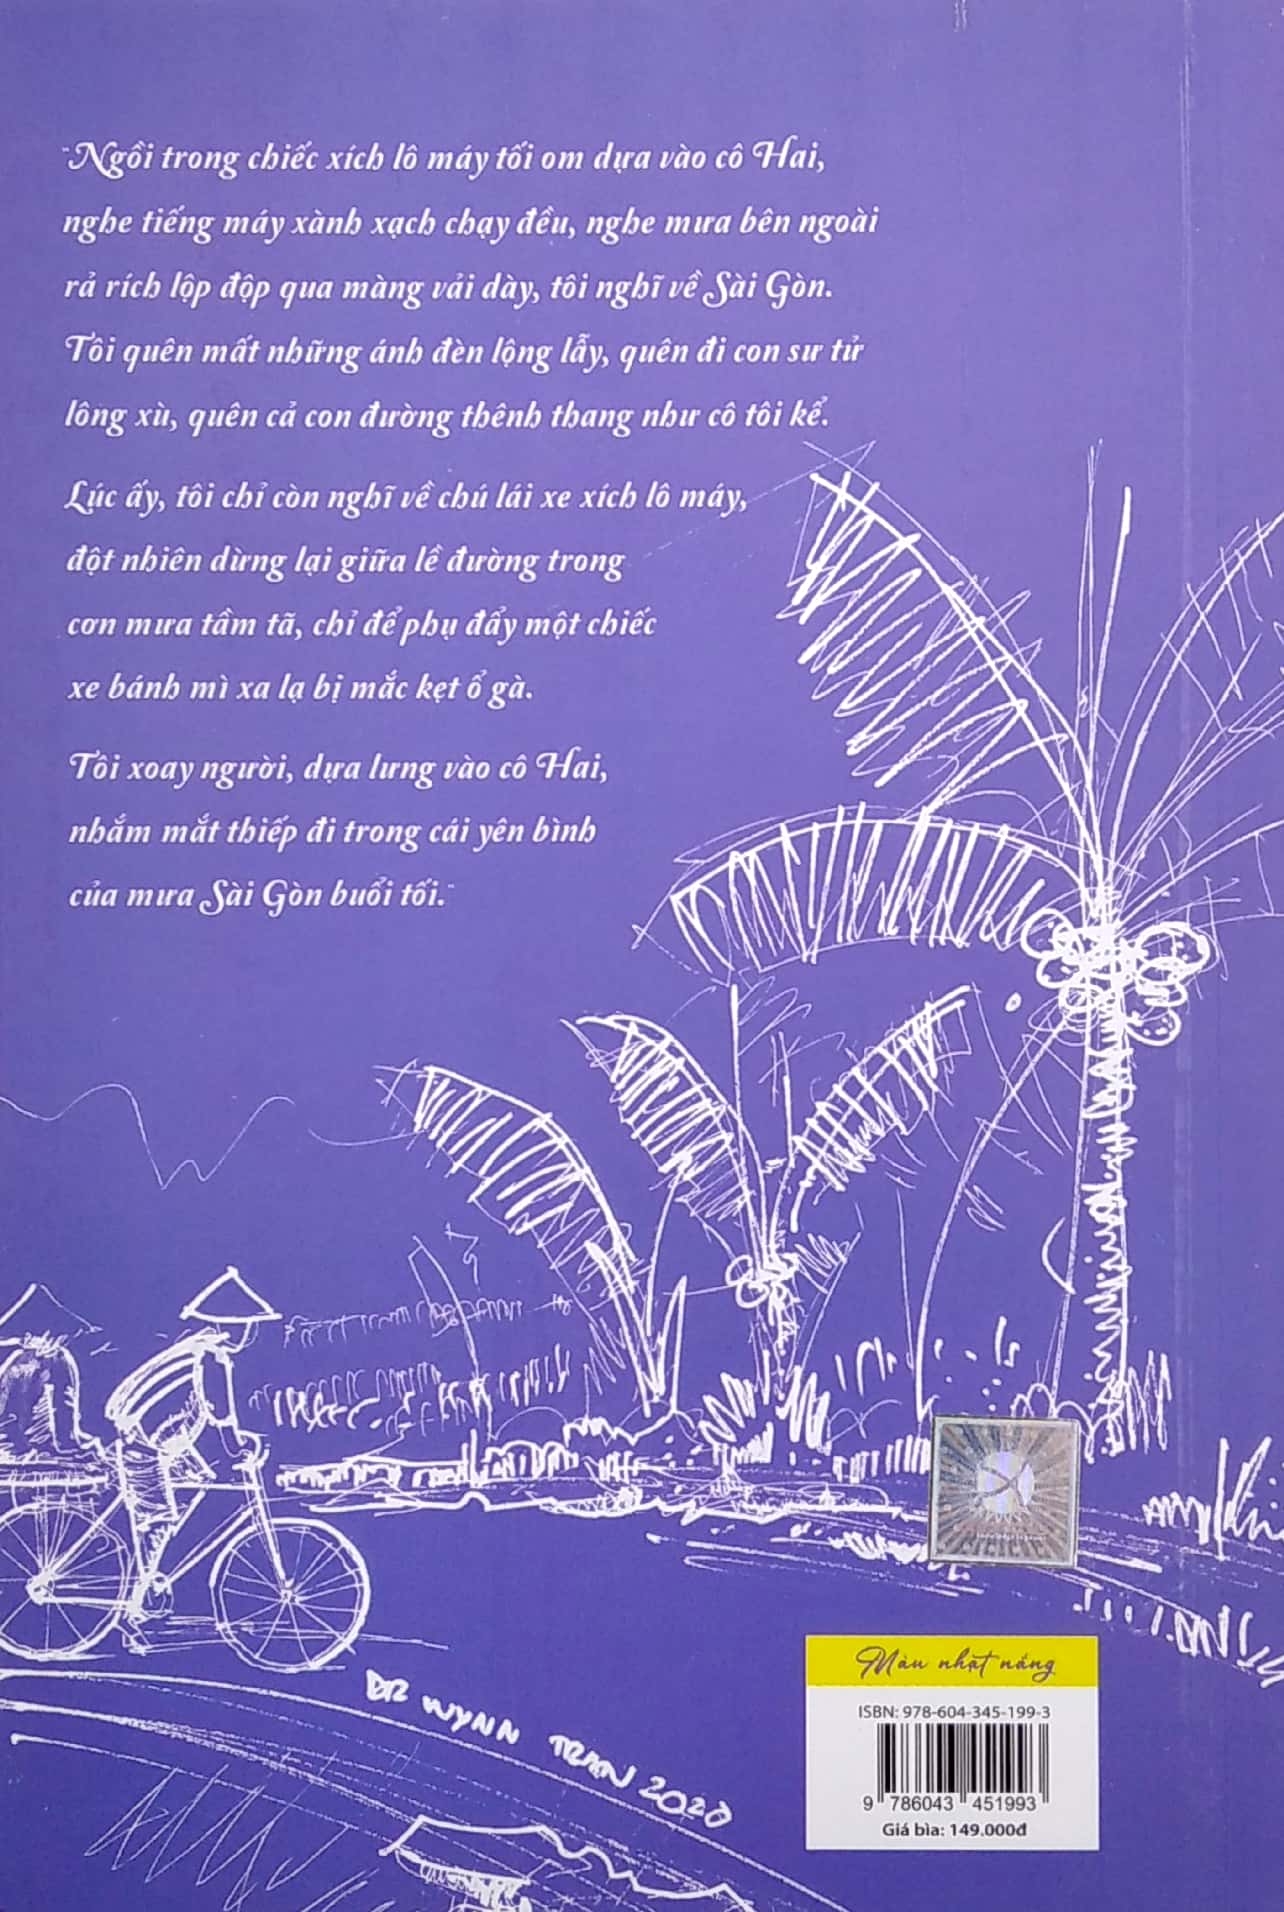 "Ngồi trong chiếc xích lô máy tối om dựa vào cô Hai,
nghe tiếng máy xành xạch chạy đều, nghe mưa bên ngoài
rả rích lộp độp qua màng vải dày, tôi nghĩ về Sài Gòn.
Tôi quên mất những ánh đèn lộng lẫy, quên đi con sư tử
lông xù, quên cả con đường thênh thang như cô tôi kể.
Lúc ấy, tôi chỉ còn nghĩ về chú lái xe xích lô máy,
đột nhiên dừng lại giữa lề đường trong
cơn mưa tầm tã, chỉ để phụ đẩy một chiếc
xe bánh mì xa lạ bị mắc kẹt ổ gà.
Tôi xoay người, dựa lưng vào cô Hai,
nhắm mắt thiếp đi trong cái yên bình
của mưa Sài Gòn buổi tối."
DR WYNN TRAN 2020
Màu nhạt nắng
ISBN: 978-604-345-199-3
9 786043 451993
Giá bìa: 149.000đ